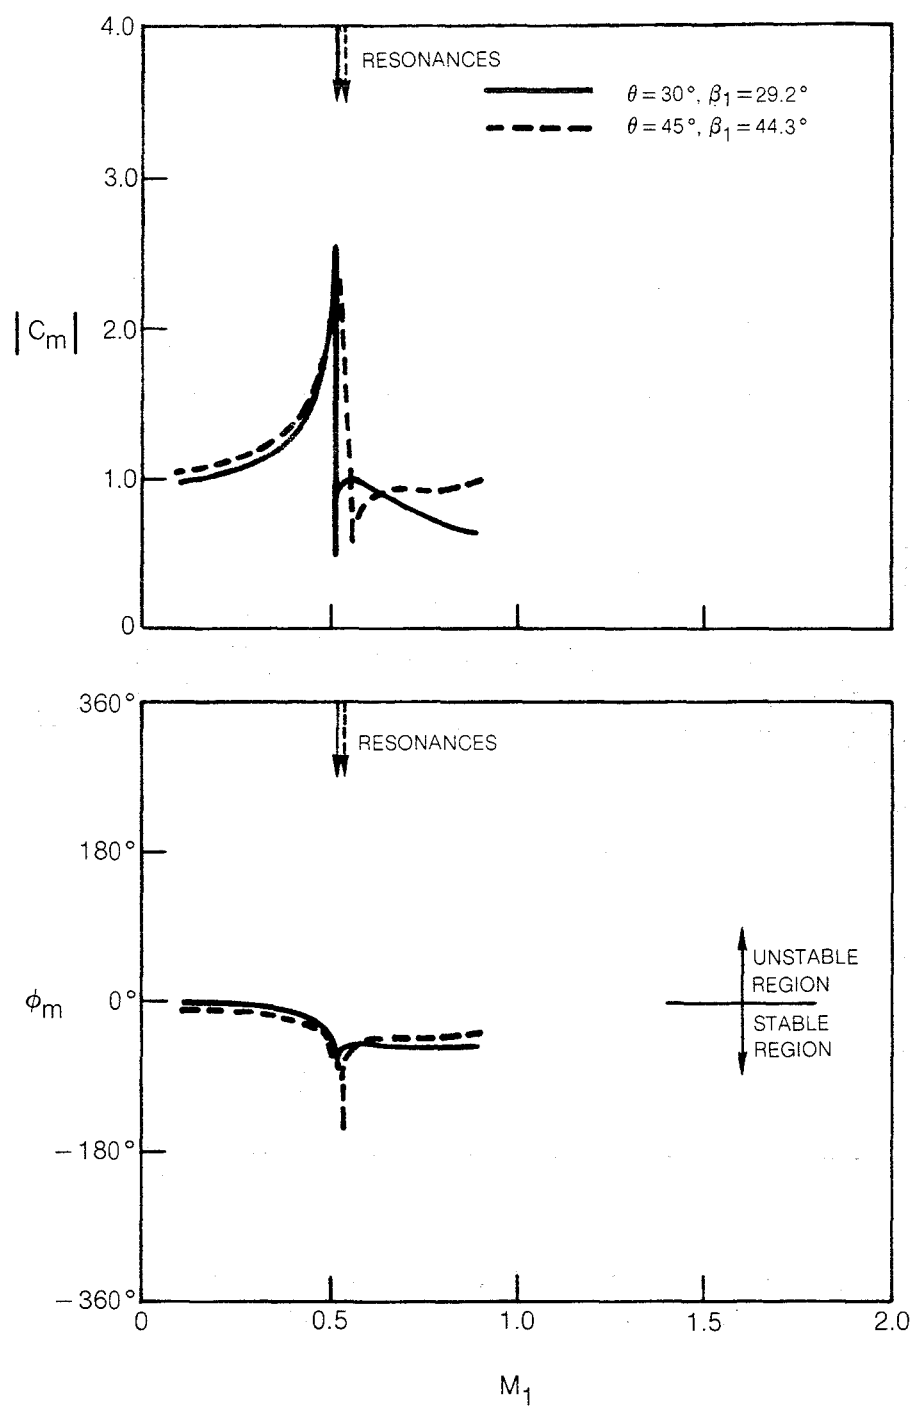 4.0
RESONANCES
θ = 30°, β1 = 29.2°
θ = 45°, β1 = 44.3°
3.0
|Cm| 2.0
1.0
0
360°
RESONANCES
180°
UNSTABLE
REGION
ϕm 0°
STABLE
REGION
−180°
−360°
0 0.5 1.0 1.5 2.0
M1